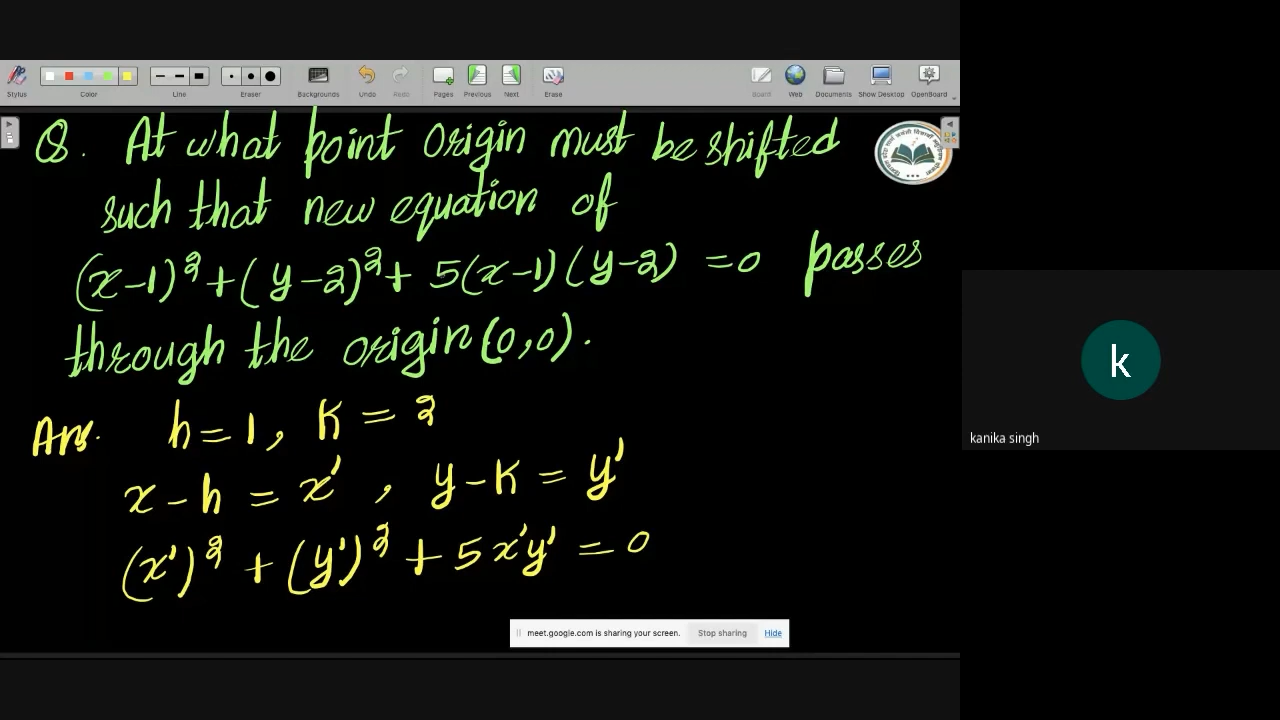 Stylus
Color
Line
Eraser
Backgrounds
Undo
Redo
Pages
Previous
Next
Erase
Board
Web
Documents
Show Desktop
OpenBoard
Q. At what point origin must be shifted
such that new equation of
(x-1)² + (y-2)² + 5(x-1)(y-2) = 0 passes
through the origin (0,0).
Ans. h = 1, k = 2
x - h = x' , y - k = y'
(x')² + (y')² + 5x'y' = 0
k
kanika singh
meet.google.com is sharing your screen. Stop sharing Hide